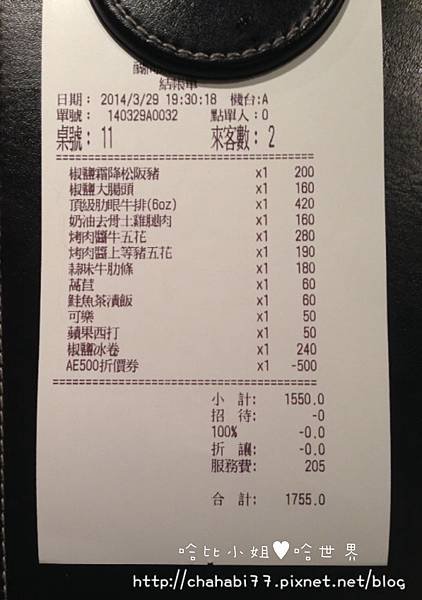 結帳單
日期: 2014/3/29 19:30:18 機台:A
單號: 140329A0032 點單人:0
桌號: 11 來客數: 2
椒鹽霜降松阪豬 x1 200
椒鹽大腸頭 x1 160
頂級肋眼牛排(6oz) x1 420
奶油去骨土雞腿肉 x1 160
烤肉醬牛五花 x1 280
烤肉醬上等豬五花 x1 190
蒜味牛肋條 x1 180
萵苣 x1 60
鮭魚茶漬飯 x1 60
可樂 x1 50
蘋果西打 x1 50
椒鹽冰卷 x1 240
AE500折價券 x1 -500
小 計: 1550.0
招 待: -0
100% -0.0
折 讓: -0.0
服務費: 205
合 計: 1755.0
哈比小姐♥哈世界
http://chahabi77.pixnet.net/blog